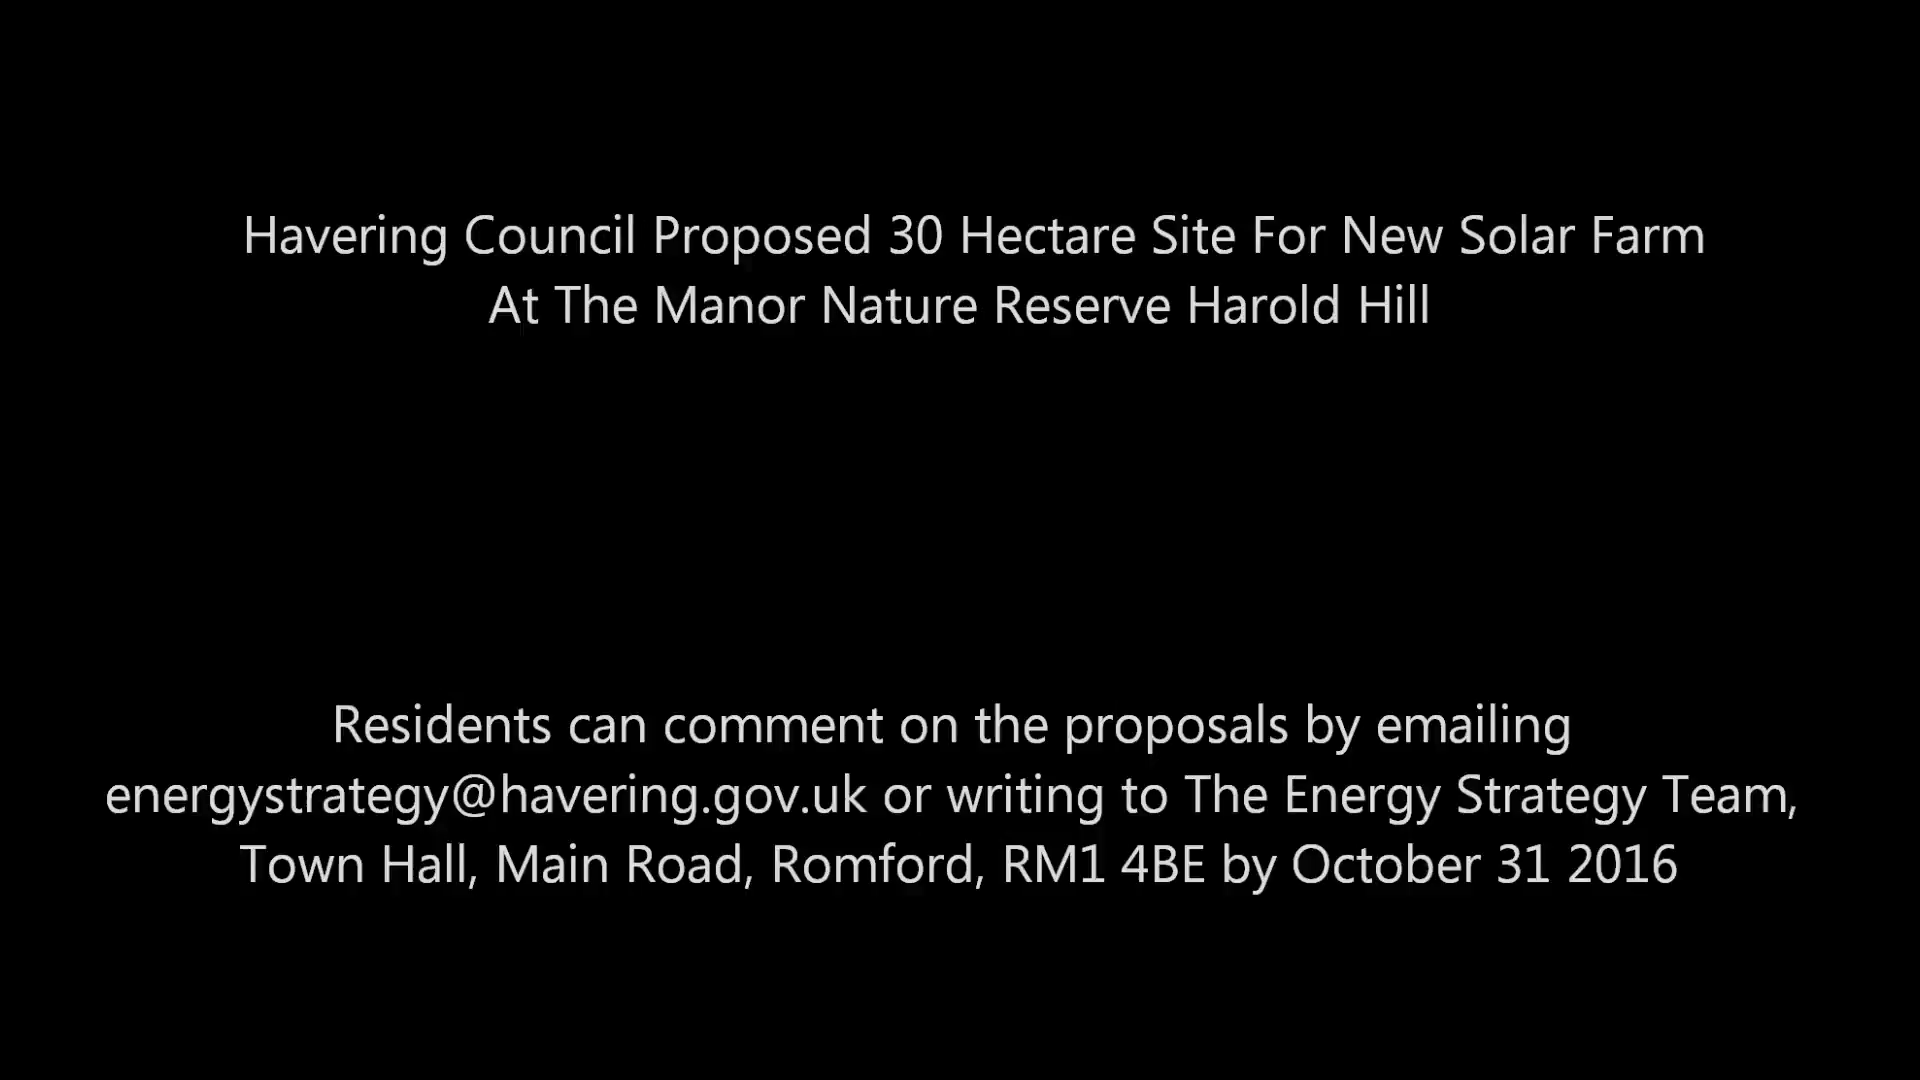 Havering Council Proposed 30 Hectare Site For New Solar Farm
At The Manor Nature Reserve Harold Hill
Residents can comment on the proposals by emailing
energystrategy@havering.gov.uk or writing to The Energy Strategy Team,
Town Hall, Main Road, Romford, RM1 4BE by October 31 2016